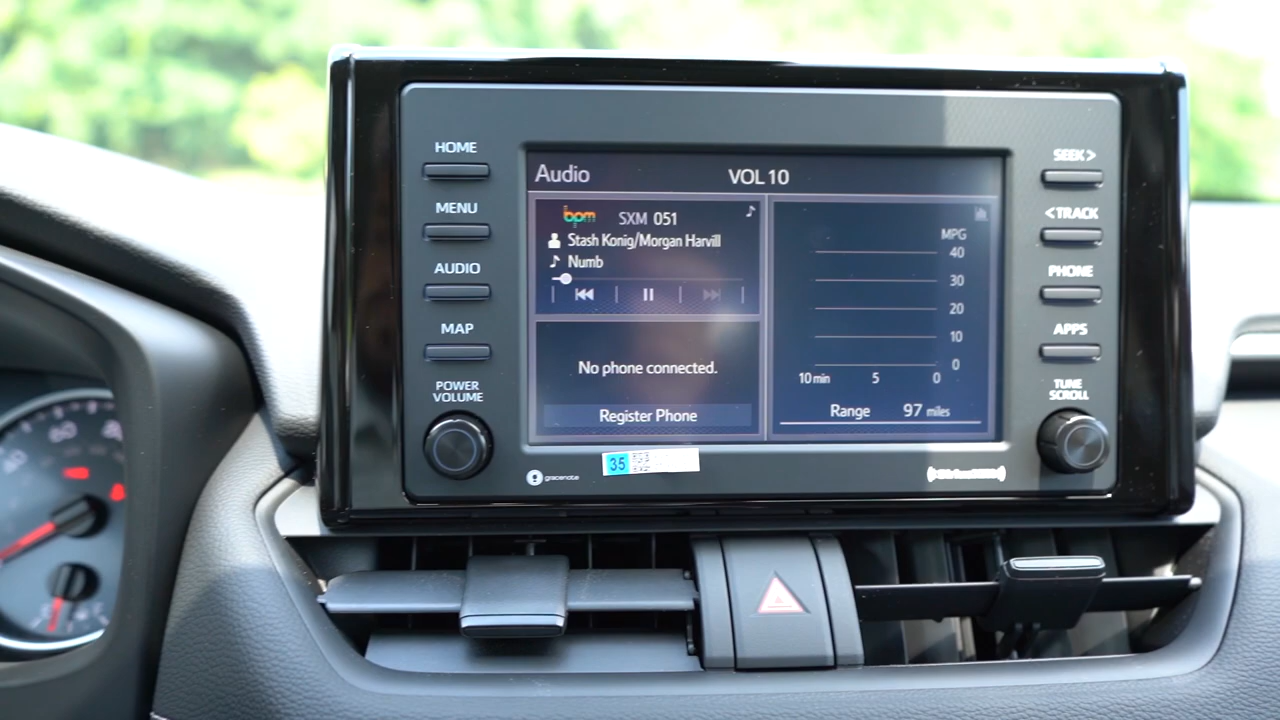 HOME
MENU
AUDIO
MAP
POWER
VOLUME
Audio
VOL 10
bpm
SXM 051
Stash Konig/Morgan Harvill
Numb
No phone connected.
Register Phone
MPG
40
30
20
10
0
10 min 5 0
Range 97 miles
SEEK >
< TRACK
PHONE
APPS
TUNE
SCROLL
gracenote
35
60